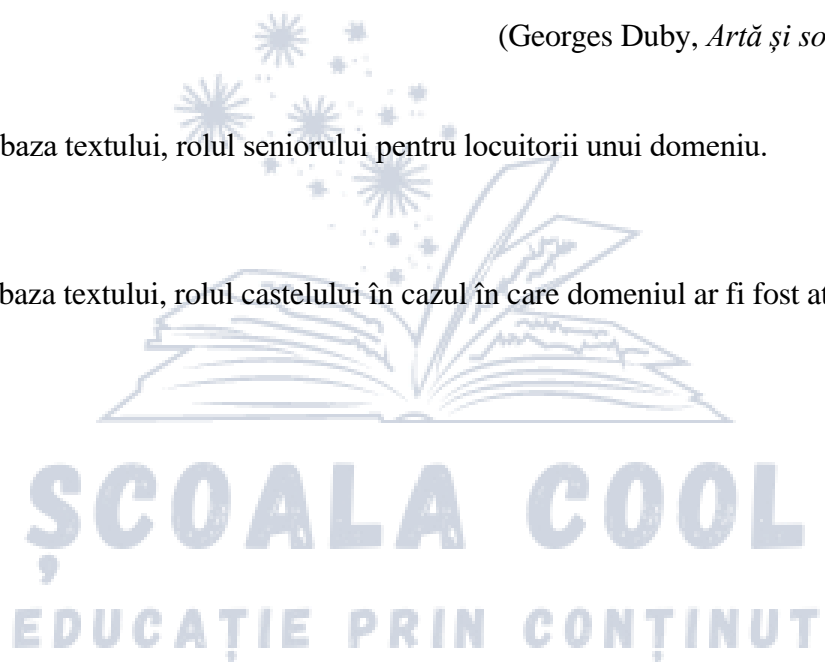 (Georges Duby, Artă și so
baza textului, rolul seniorului pentru locuitorii unui domeniu.
baza textului, rolul castelului în cazul în care domeniul ar fi fost at
ȘCOALA COOL
EDUCAȚIE PRIN CONȚINUT